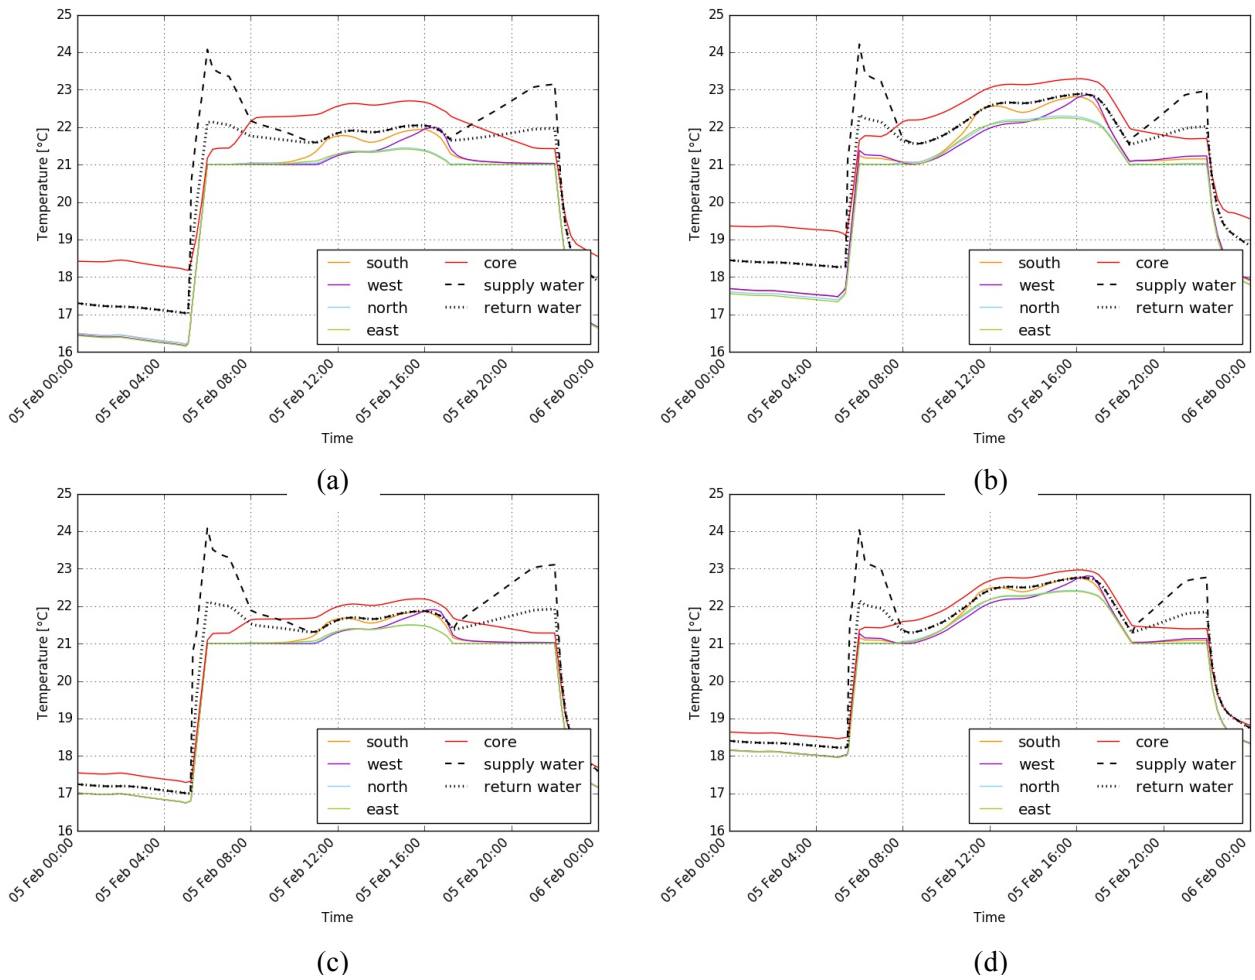 25
24
23
22
21
20
19
18
17
16
Temperature [°C]
south
west
north
east
core
supply water
return water
05 Feb 00:00
05 Feb 04:00
05 Feb 08:00
05 Feb 12:00
05 Feb 16:00
05 Feb 20:00
06 Feb 00:00
Time
(a)
25
24
23
22
21
20
19
18
17
16
Temperature [°C]
south
west
north
east
core
supply water
return water
05 Feb 00:00
05 Feb 04:00
05 Feb 08:00
05 Feb 12:00
05 Feb 16:00
05 Feb 20:00
06 Feb 00:00
Time
(b)
25
24
23
22
21
20
19
18
17
16
Temperature [°C]
south
west
north
east
core
supply water
return water
05 Feb 00:00
05 Feb 04:00
05 Feb 08:00
05 Feb 12:00
05 Feb 16:00
05 Feb 20:00
06 Feb 00:00
Time
(c)
25
24
23
22
21
20
19
18
17
16
Temperature [°C]
south
west
north
east
core
supply water
return water
05 Feb 00:00
05 Feb 04:00
05 Feb 08:00
05 Feb 12:00
05 Feb 16:00
05 Feb 20:00
06 Feb 00:00
Time
(d)